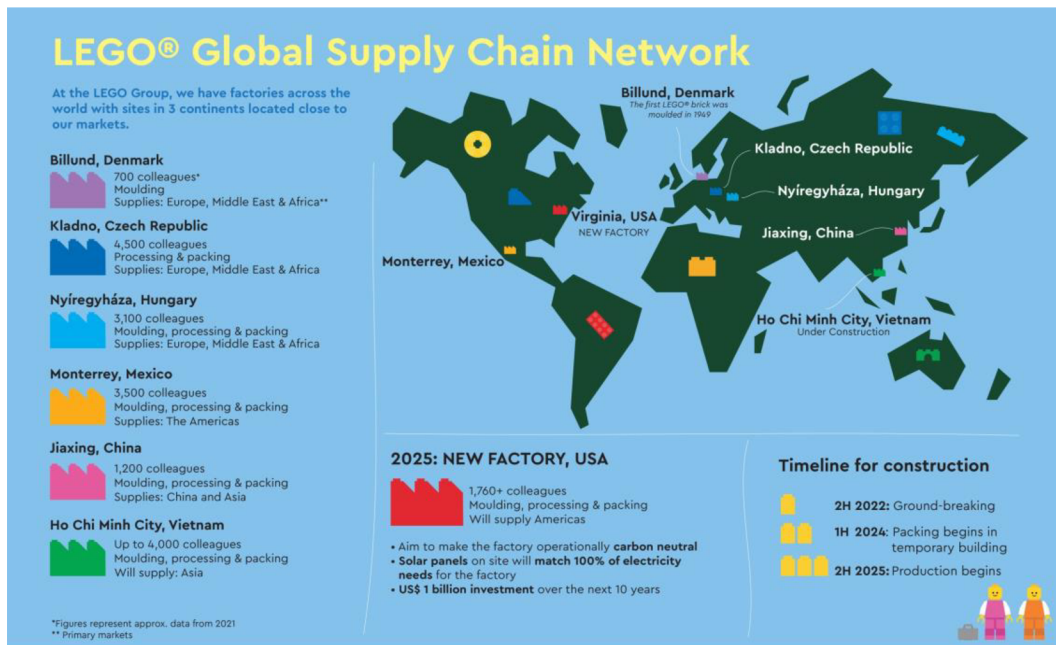 LEGO® Global Supply Chain Network
At the LEGO Group, we have factories across the
world with sites in 3 continents located close to
our markets.
Billund, Denmark
700 colleagues*
Moulding
Supplies: Europe, Middle East & Africa**
Kladno, Czech Republic
4,500 colleagues
Processing & packing
Supplies: Europe, Middle East & Africa
Nyíregyháza, Hungary
3,100 colleagues
Moulding, processing & packing
Supplies: Europe, Middle East & Africa
Monterrey, Mexico
3,500 colleagues
Moulding, processing & packing
Supplies: The Americas
Jiaxing, China
1,200 colleagues
Moulding, processing & packing
Supplies: China and Asia
Ho Chi Minh City, Vietnam
Up to 4,000 colleagues
Moulding, processing & packing
Will supply: Asia
*Figures represent approx. data from 2021
** Primary markets
Billund, Denmark
The first LEGO® brick was
moulded in 1949
Kladno, Czech Republic
Nyíregyháza, Hungary
Virginia, USA
NEW FACTORY
Jiaxing, China
Monterrey, Mexico
Ho Chi Minh City, Vietnam
Under Construction
2025: NEW FACTORY, USA
1,760+ colleagues
Moulding, processing & packing
Will supply Americas
• Aim to make the factory operationally carbon neutral
• Solar panels on site will match 100% of electricity
needs for the factory
• US$ 1 billion investment over the next 10 years
Timeline for construction
2H 2022: Ground-breaking
1H 2024: Packing begins in
temporary building
2H 2025: Production begins